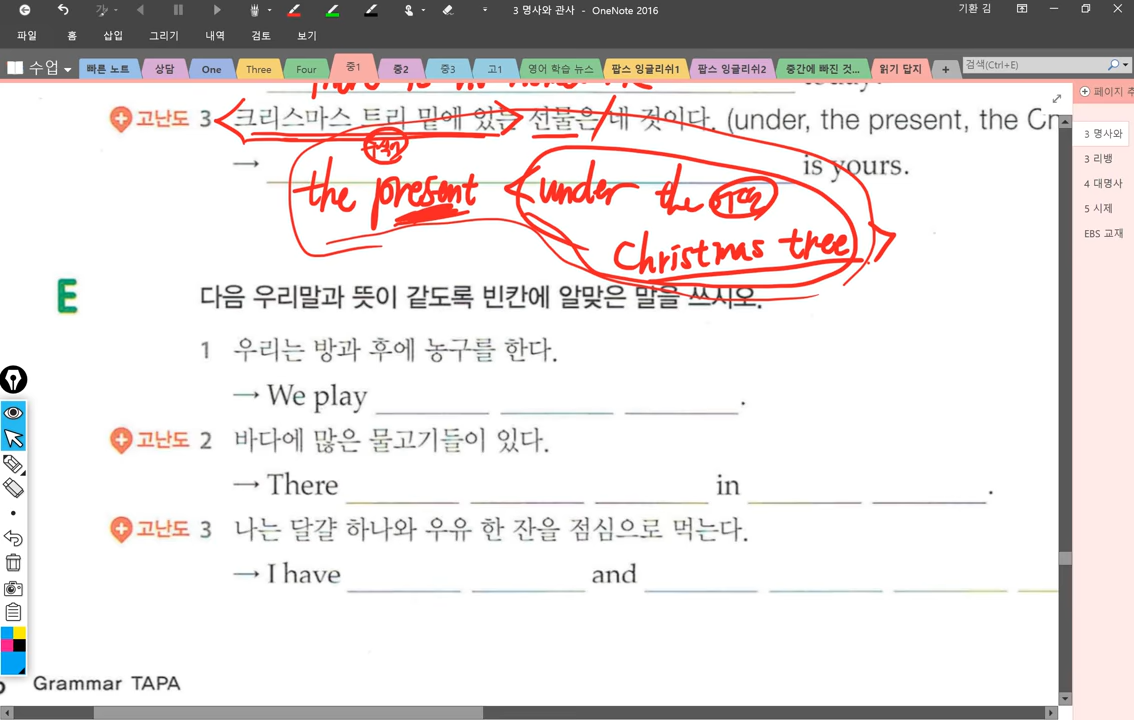 3 명사와 관사 - OneNote 2016
기환 김
파일 홈 삽입 그리기 내역 검토 보기
수업 빠른 노트 상담 One Three Four 중1 중2 중3 고1 영어 학습 뉴스 팝스 잉글리쉬1 팝스 잉글리쉬2 중간에 빠진 것... 읽기 답지 + 검색(Ctrl+E)
페이지 추
3 명사와
3 리뱅
4 대명사
5 시제
EBS 교재
today.
고난도 3 크리스마스 트리 밑에 있는 선물은 네 것이다. (under, the present, the Ch
→ is yours.
the present under the
Christmas tree
E 다음 우리말과 뜻이 같도록 빈칸에 알맞은 말을 쓰시오.
1 우리는 방과 후에 농구를 한다.
→ We play .
고난도 2 바다에 많은 물고기들이 있다.
→ There in .
고난도 3 나는 달걀 하나와 우유 한 잔을 점심으로 먹는다.
→ I have and
Grammar TAPA